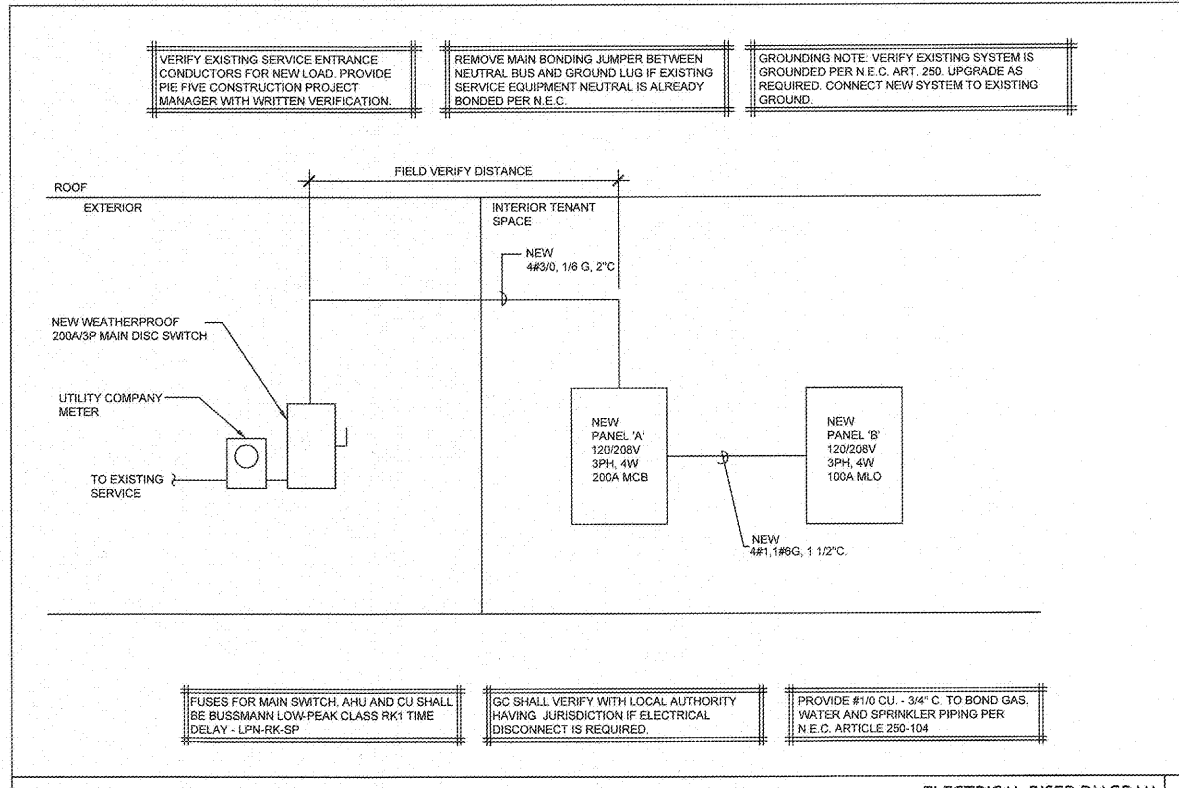 VERIFY EXISTING SERVICE ENTRANCE
CONDUCTORS FOR NEW LOAD. PROVIDE
PIE FIVE CONSTRUCTION PROJECT
MANAGER WITH WRITTEN VERIFICATION.
REMOVE MAIN BONDING JUMPER BETWEEN
NEUTRAL BUS AND GROUND LUG IF EXISTING
SERVICE EQUIPMENT NEUTRAL IS ALREADY
BONDED PER N.E.C.
GROUNDING NOTE: VERIFY EXISTING SYSTEM IS
GROUNDED PER N.E.C. ART. 250. UPGRADE AS
REQUIRED. CONNECT NEW SYSTEM TO EXISTING
GROUND.
FIELD VERIFY DISTANCE
ROOF
EXTERIOR
INTERIOR TENANT
SPACE
NEW
4#3/0, 1/6 G, 2"C
NEW WEATHERPROOF
200A/3P MAIN DISC SWITCH
UTILITY COMPANY
METER
TO EXISTING
SERVICE
NEW
PANEL 'A'
120/208V
3PH, 4W
200A MCB
NEW
PANEL 'B'
120/208V
3PH, 4W
100A MLO
NEW
4#1,1#6G, 1 1/2"C.
FUSES FOR MAIN SWITCH, AHU AND CU SHALL
BE BUSSMANN LOW-PEAK CLASS RK1 TIME
DELAY - LPN-RK-SP
GC SHALL VERIFY WITH LOCAL AUTHORITY
HAVING JURISDICTION IF ELECTRICAL
DISCONNECT IS REQUIRED.
PROVIDE #1/0 CU. - 3/4" C. TO BOND GAS,
WATER AND SPRINKLER PIPING PER
N.E.C. ARTICLE 250-104
ELECTRICAL RISER DIAGRAM